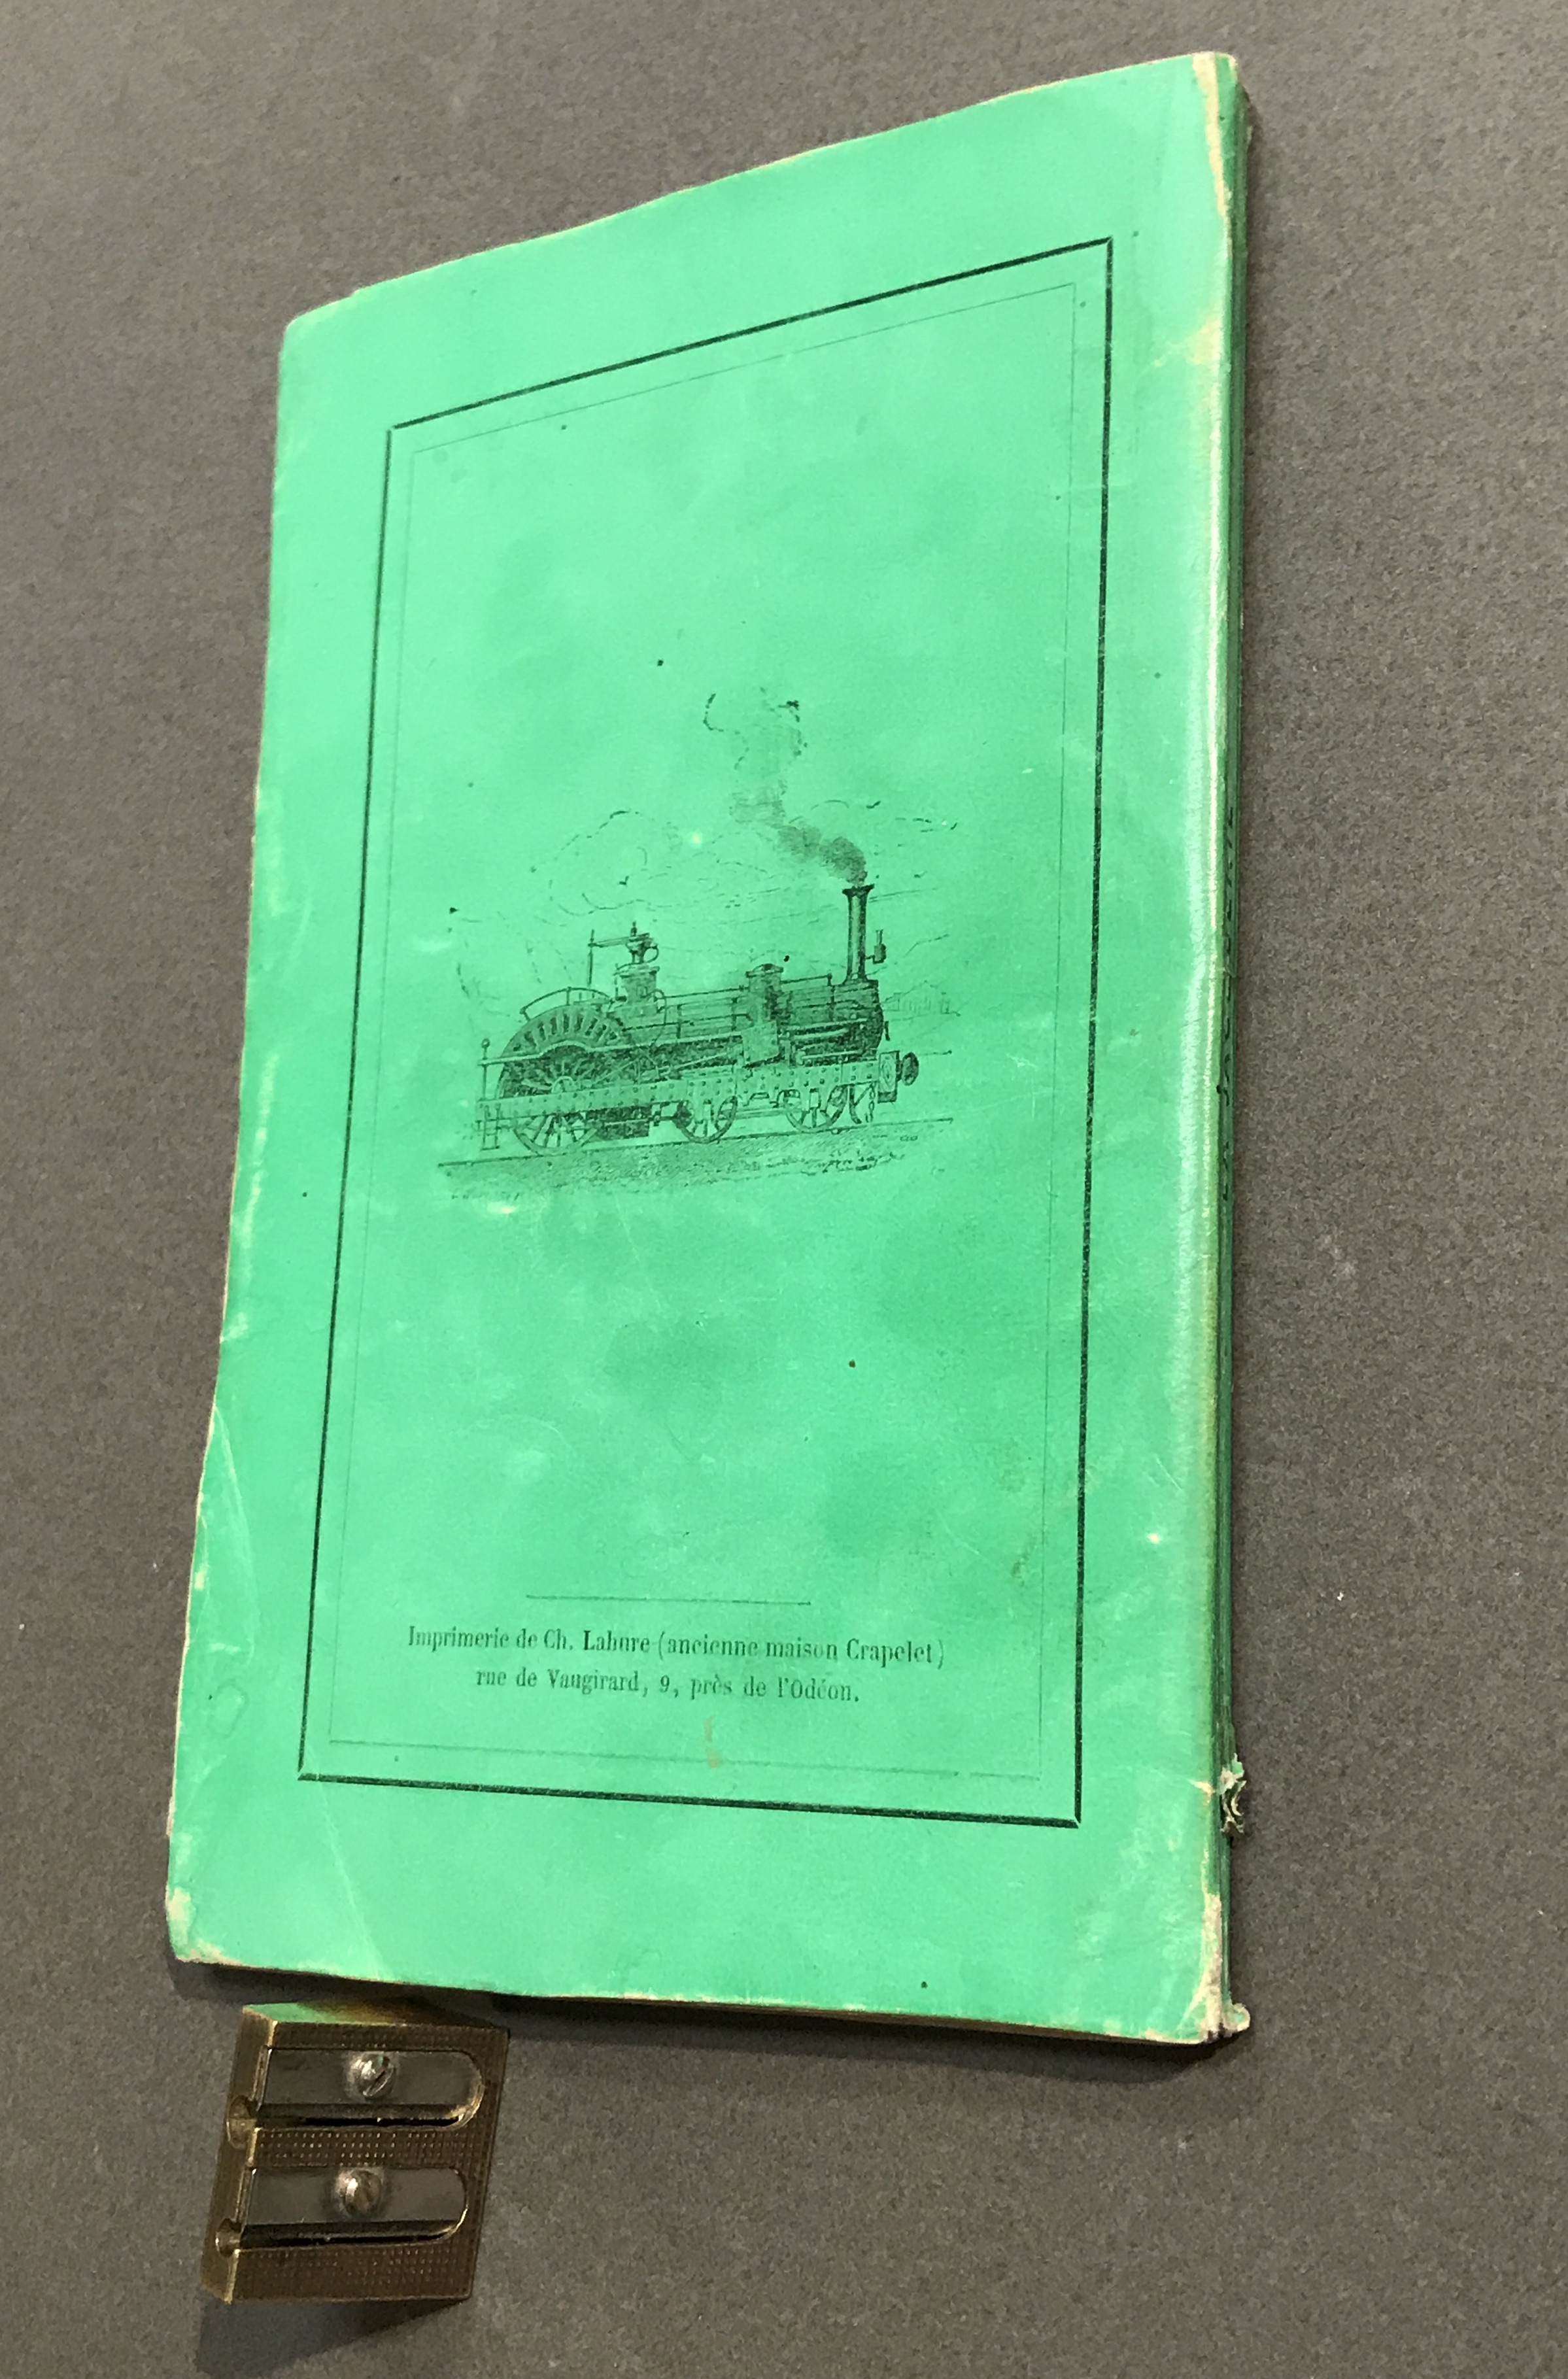 Imprimerie de Ch. Lahure (ancienne maison Crapelet)
rue de Vaugirard, 9, près de l'Odéon.